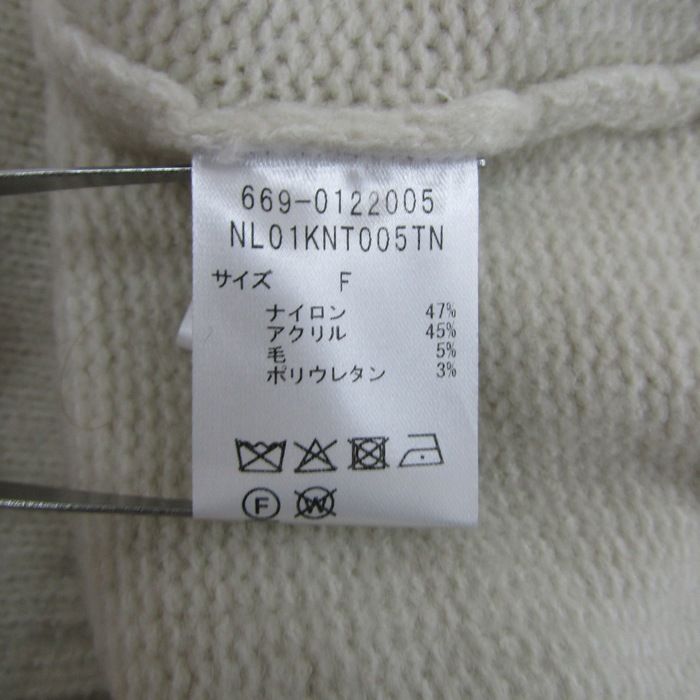 669-0122005
NL01KNT005TN
サイズ F
ナイロン 47%
アクリル 45%
毛 5%
ポリウレタン 3%
F W